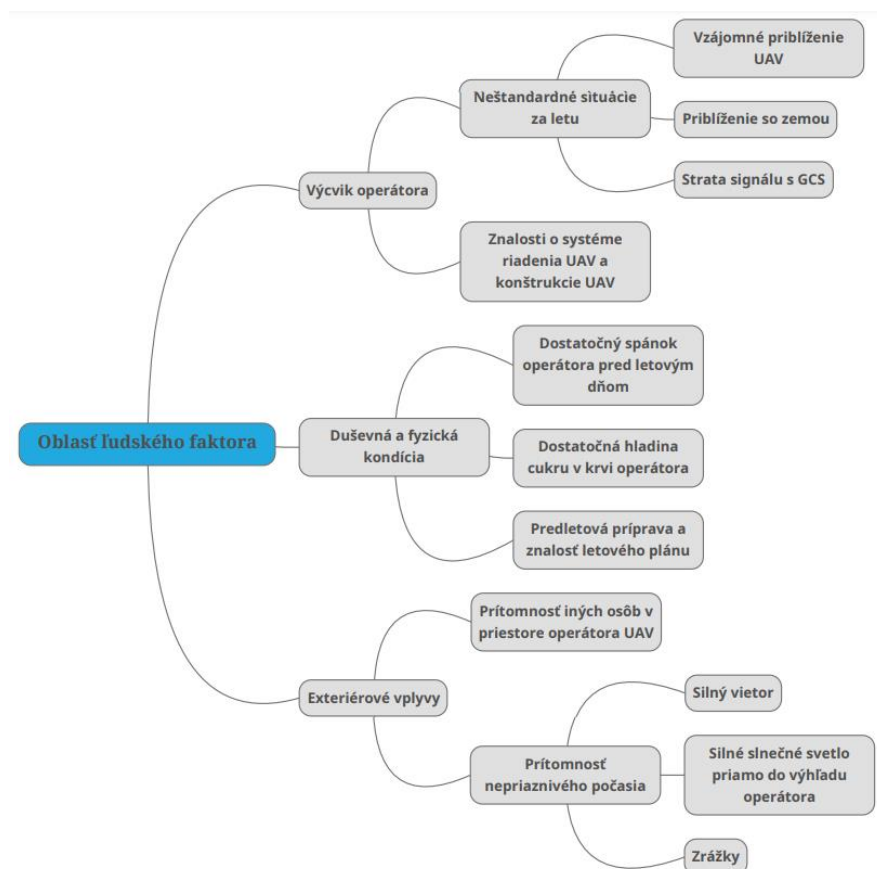 Vzájomné priblíženie
UAV
Neštandardné situácie
za letu
Priblíženie so zemou
Strata signálu s GCS
Výcvik operátora
Znalosti o systéme
riadenia UAV a
konštrukcie UAV
Dostatočný spánok
operátora pred letovým
dňom
Oblasť ľudského faktora
Duševná a fyzická
kondícia
Dostatočná hladina
cukru v krvi operátora
Predletová príprava a
znalosť letového plánu
Prítomnosť iných osôb v
priestore operátora UAV
Exteriérové vplyvy
Silný vietor
Prítomnosť
nepriaznivého počasia
Silné slnečné svetlo
priamo do výhľadu
operátora
Zrážky